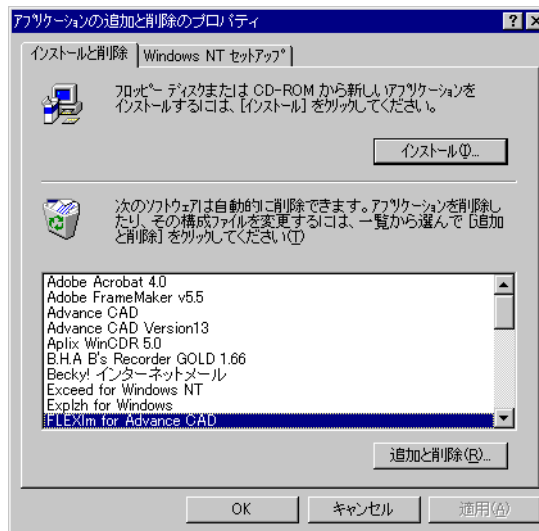 アプリケーションの追加と削除のプロパティ
インストールと削除
Windows NT セットアップ
フロッピー ディスクまたは CD-ROM から新しいアプリケーションを
インストールするには、[インストール] をクリックしてください。
インストール(I)...
次のソフトウェアは自動的に削除できます。アプリケーションを削除し
たり、その構成ファイルを変更するには、一覧から選んで [追加
と削除] をクリックしてください(T)
Adobe Acrobat 4.0
Adobe FrameMaker v5.5
Advance CAD
Advance CAD Version13
Aplix WinCDR 5.0
B.H.A B's Recorder GOLD 1.66
Becky! インターネットメール
Exceed for Windows NT
Explzh for Windows
FLEXlm for Advance CAD
追加と削除(R)...
OK
キャンセル
適用(A)